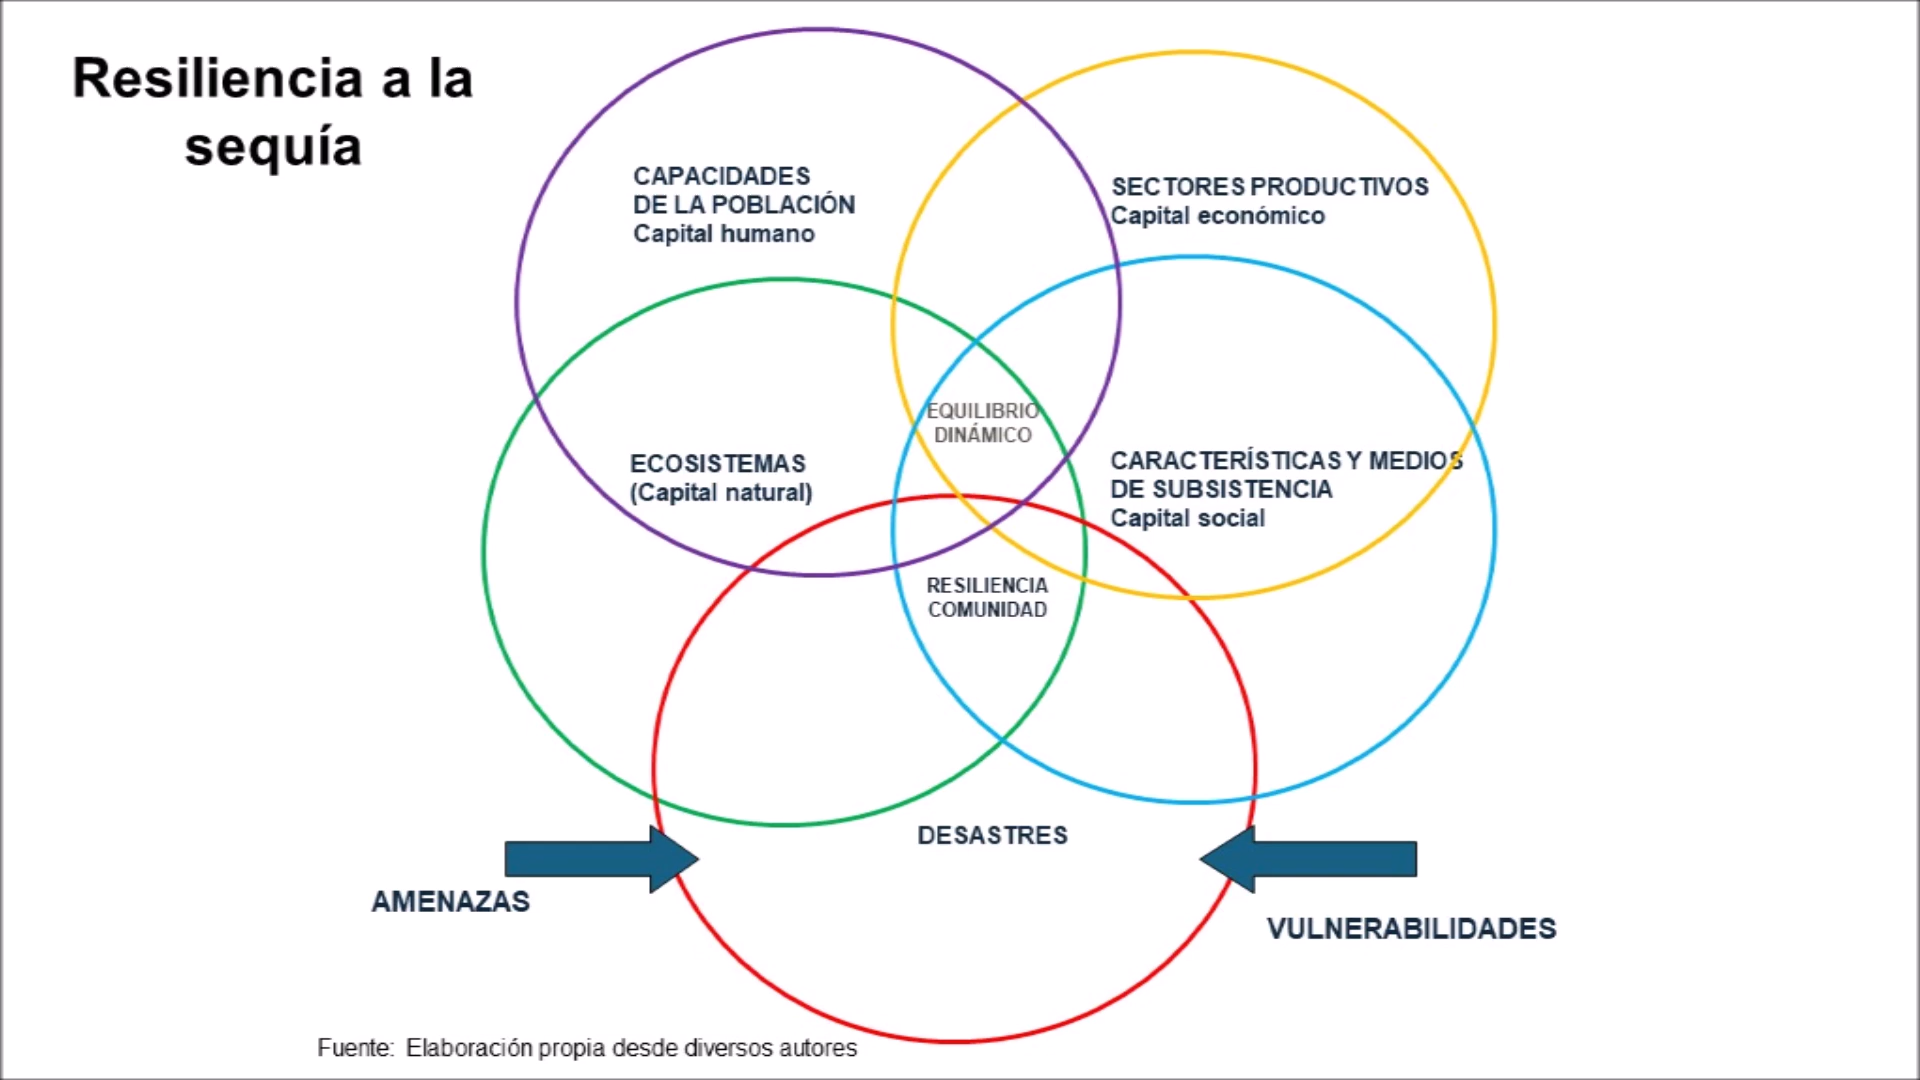 Resiliencia a la
sequía
CAPACIDADES
DE LA POBLACIÓN
Capital humano
SECTORES PRODUCTIVOS
Capital económico
EQUILIBRIO
DINÁMICO
ECOSISTEMAS
(Capital natural)
CARACTERÍSTICAS Y MEDIOS
DE SUBSISTENCIA
Capital social
RESILIENCIA
COMUNIDAD
DESASTRES
AMENAZAS
VULNERABILIDADES
Fuente: Elaboración propia desde diversos autores